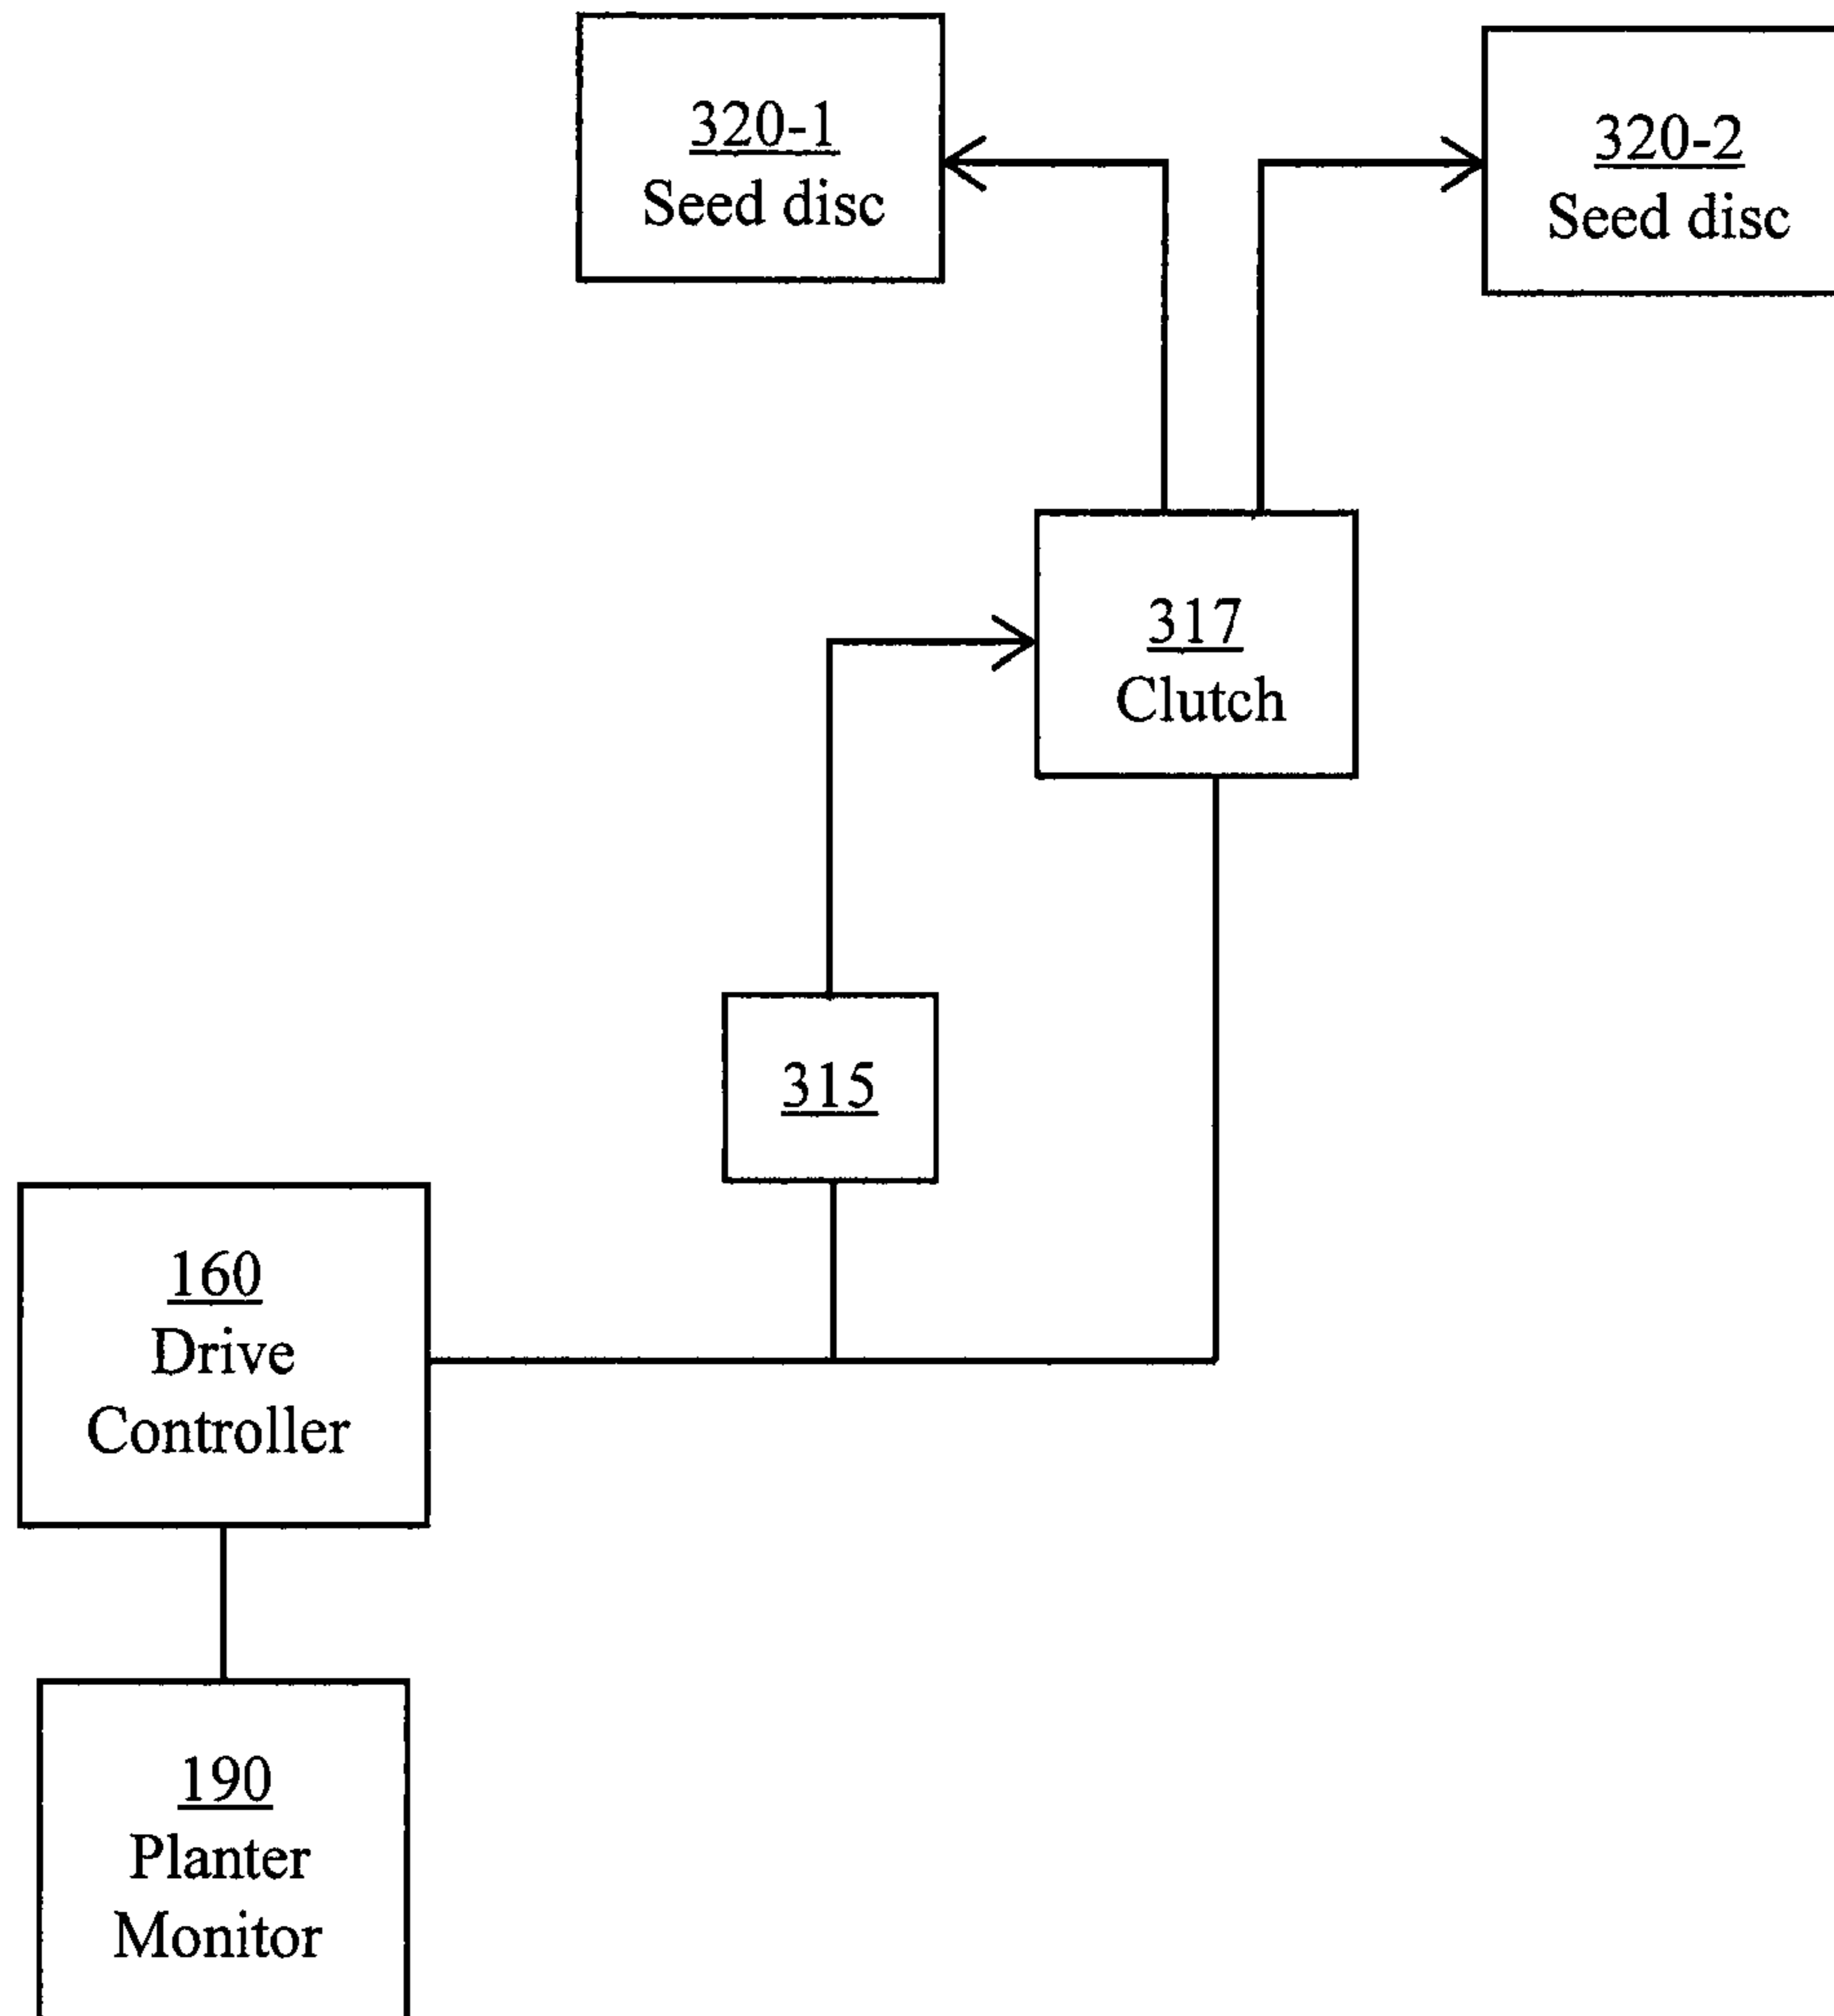 320-1
Seed disc
320-2
Seed disc
317
Clutch
315
160
Drive
Controller
190
Planter
Monitor